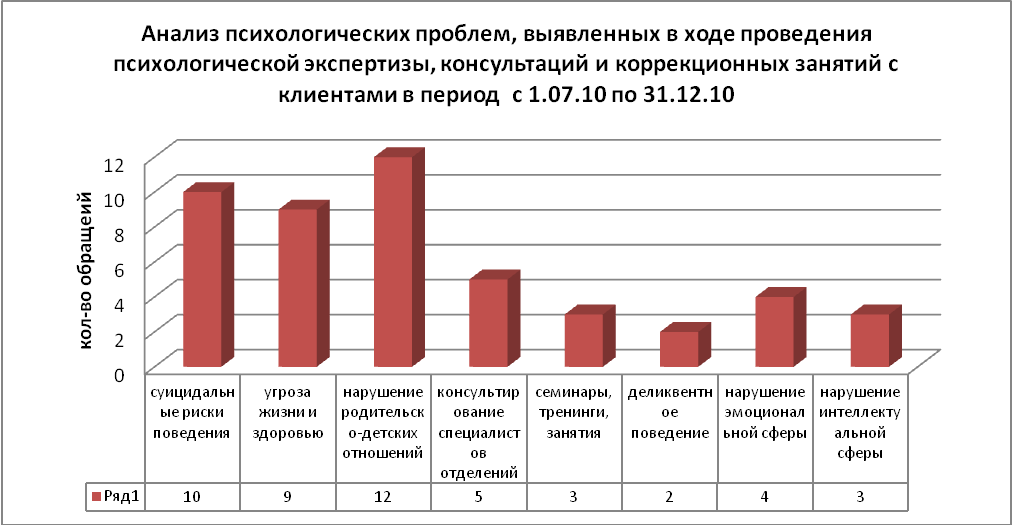 Анализ психологических проблем, выявленных в ходе проведения
психологической экспертизы, консультаций и коррекционных занятий с
клиентами в период с 1.07.10 по 31.12.10
кол-во обращеий
12
10
8
6
4
2
0
суицидальн
ые риски
поведения
угроза
жизни и
здоровью
нарушение
родительск
о-детских
отношений
консультир
ование
специалист
ов
отделений
семинары,
тренинги,
занятия
деликвентн
ое
поведение
нарушение
эмоционал
ьной сферы
нарушение
интеллекту
альной
сферы
Ряд1 10 9 12 5 3 2 4 3